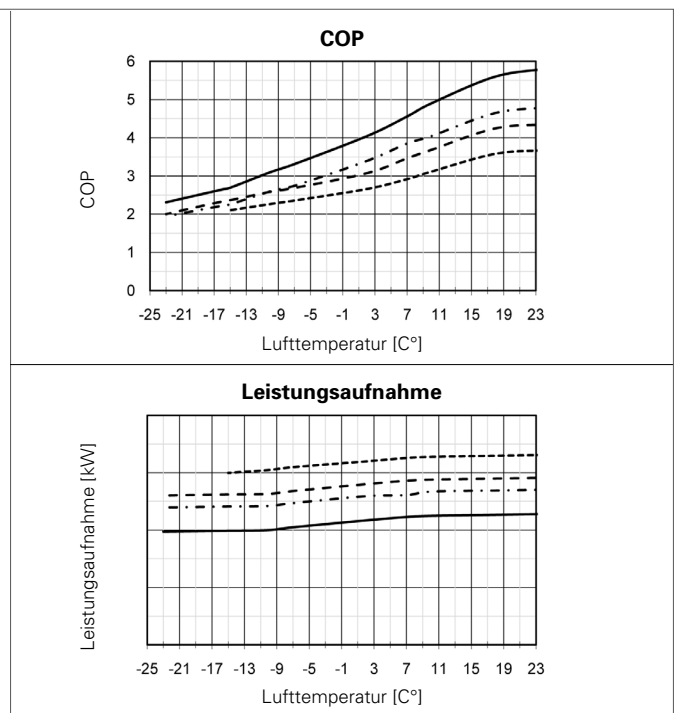 COP
6
5
4
3
2
1
0
COP
-25 -21 -17 -13 -9 -5 -1 3 7 11 15 19 23
Lufttemperatur [C°]
Leistungsaufnahme
Leistungsaufnahme [kW]
-25 -21 -17 -13 -9 -5 -1 3 7 11 15 19 23
Lufttemperatur [C°]